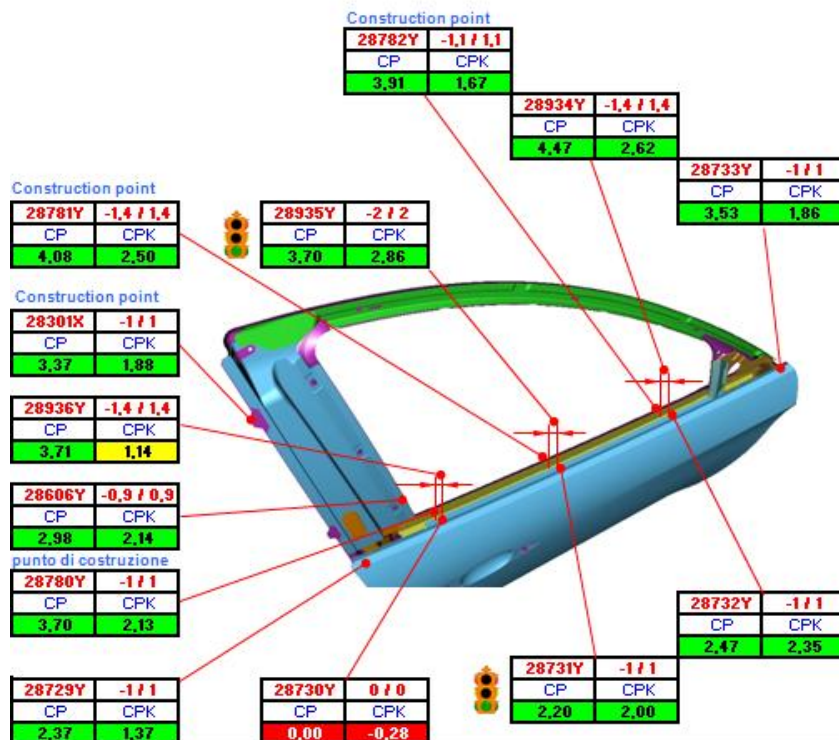 Construction point
28782Y -1,1 / 1,1
CP CPK
3,91 1,67
28934Y -1,4 / 1,4
CP CPK
4,47 2,62
28733Y -1 / 1
CP CPK
3,53 1,86
Construction point
28781Y -1,4 / 1,4
CP CPK
4,08 2,50
28935Y -2 / 2
CP CPK
3,70 2,86
Construction point
28301X -1 / 1
CP CPK
3,37 1,88
28936Y -1,4 / 1,4
CP CPK
3,71 1,14
28606Y -0,9 / 0,9
CP CPK
2,98 2,14
punto di costruzione
28780Y -1 / 1
CP CPK
3,70 2,13
28732Y -1 / 1
CP CPK
2,47 2,35
28729Y -1 / 1
CP CPK
2,37 1,37
28730Y 0 / 0
CP CPK
0,00 -0,28
28731Y -1 / 1
CP CPK
2,20 2,00